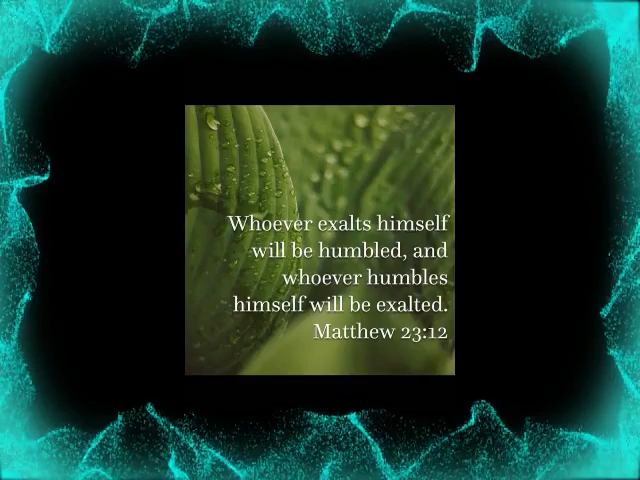 Whoever exalts himself
will be humbled, and
whoever humbles
himself will be exalted.
Matthew 23:12